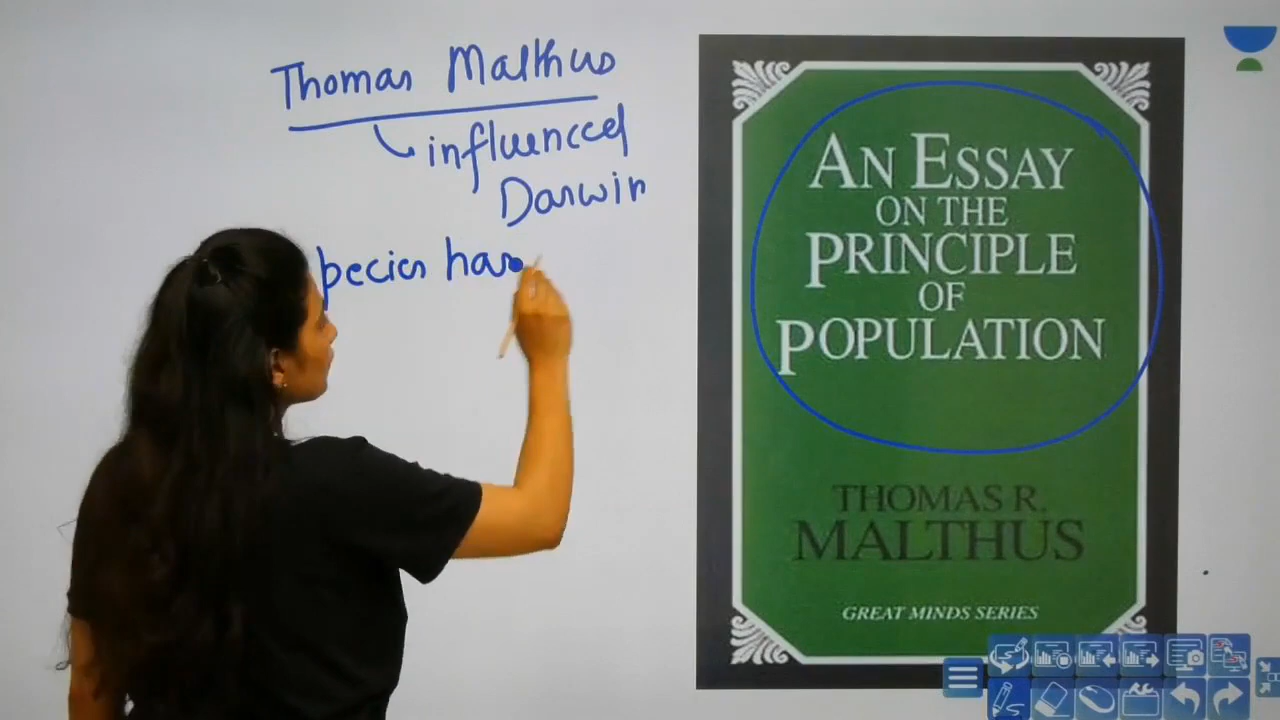 Thomas Malthus
influenced
Darwin
pecies has
AN ESSAY
ON THE
PRINCIPLE
OF
POPULATION
THOMAS R.
MALTHUS
GREAT MINDS SERIES